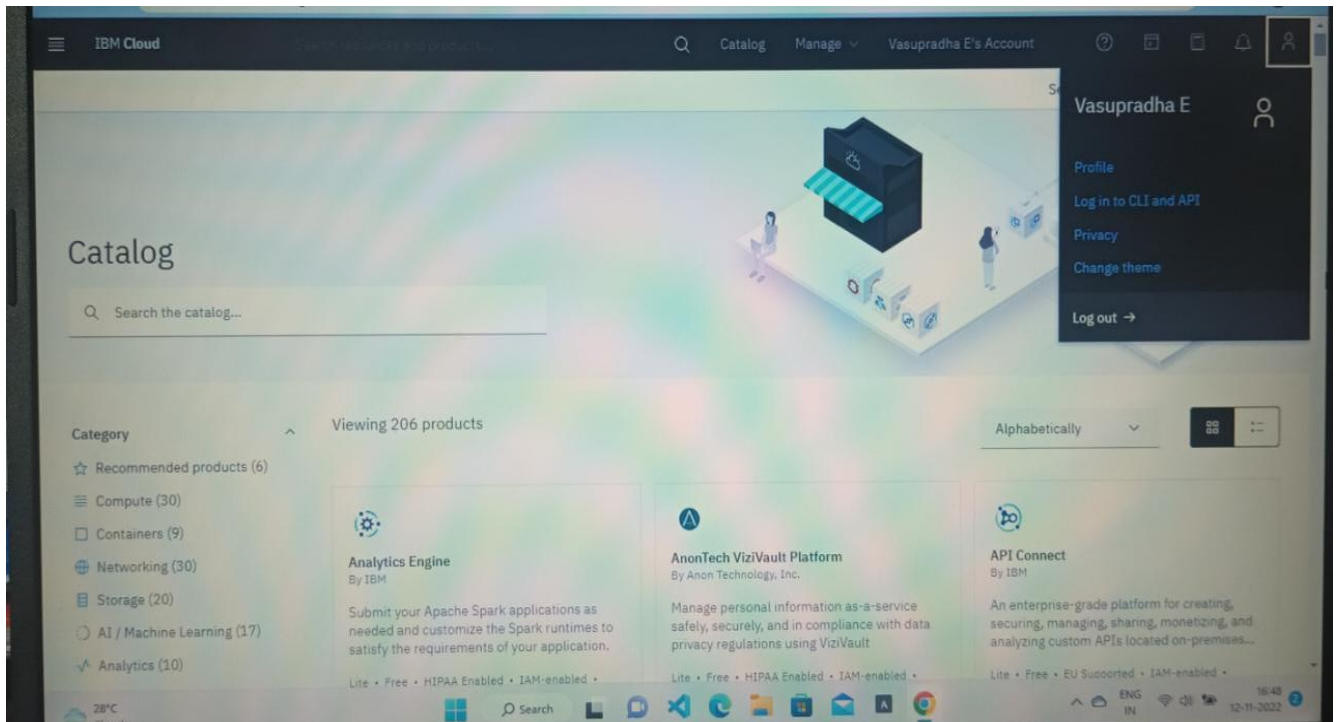 IBM Cloud
Search resources and products...
Catalog
Manage
Vasupradha E's Account
Vasupradha E
Profile
Log in to CLI and API
Privacy
Change theme
Log out →
Catalog
Search the catalog...
Category
Recommended products (6)
Compute (30)
Containers (9)
Networking (30)
Storage (20)
AI / Machine Learning (17)
Analytics (10)
Viewing 206 products
Alphabetically
Analytics Engine
By IBM
Submit your Apache Spark applications as
needed and customize the Spark runtimes to
satisfy the requirements of your application.
Lite • Free • HIPAA Enabled • IAM-enabled •
AnonTech ViziVault Platform
By Anon Technology, Inc.
Manage personal information as-a-service
safely, securely, and in compliance with data
privacy regulations using ViziVault
Lite • Free • HIPAA Enabled • IAM-enabled •
API Connect
By IBM
An enterprise-grade platform for creating,
securing, managing, sharing, monetizing, and
analyzing custom APIs located on-premises...
Lite • Free • EU Supported • IAM-enabled •
28°C
Search
ENG
IN
16:48
12-11-2022
2